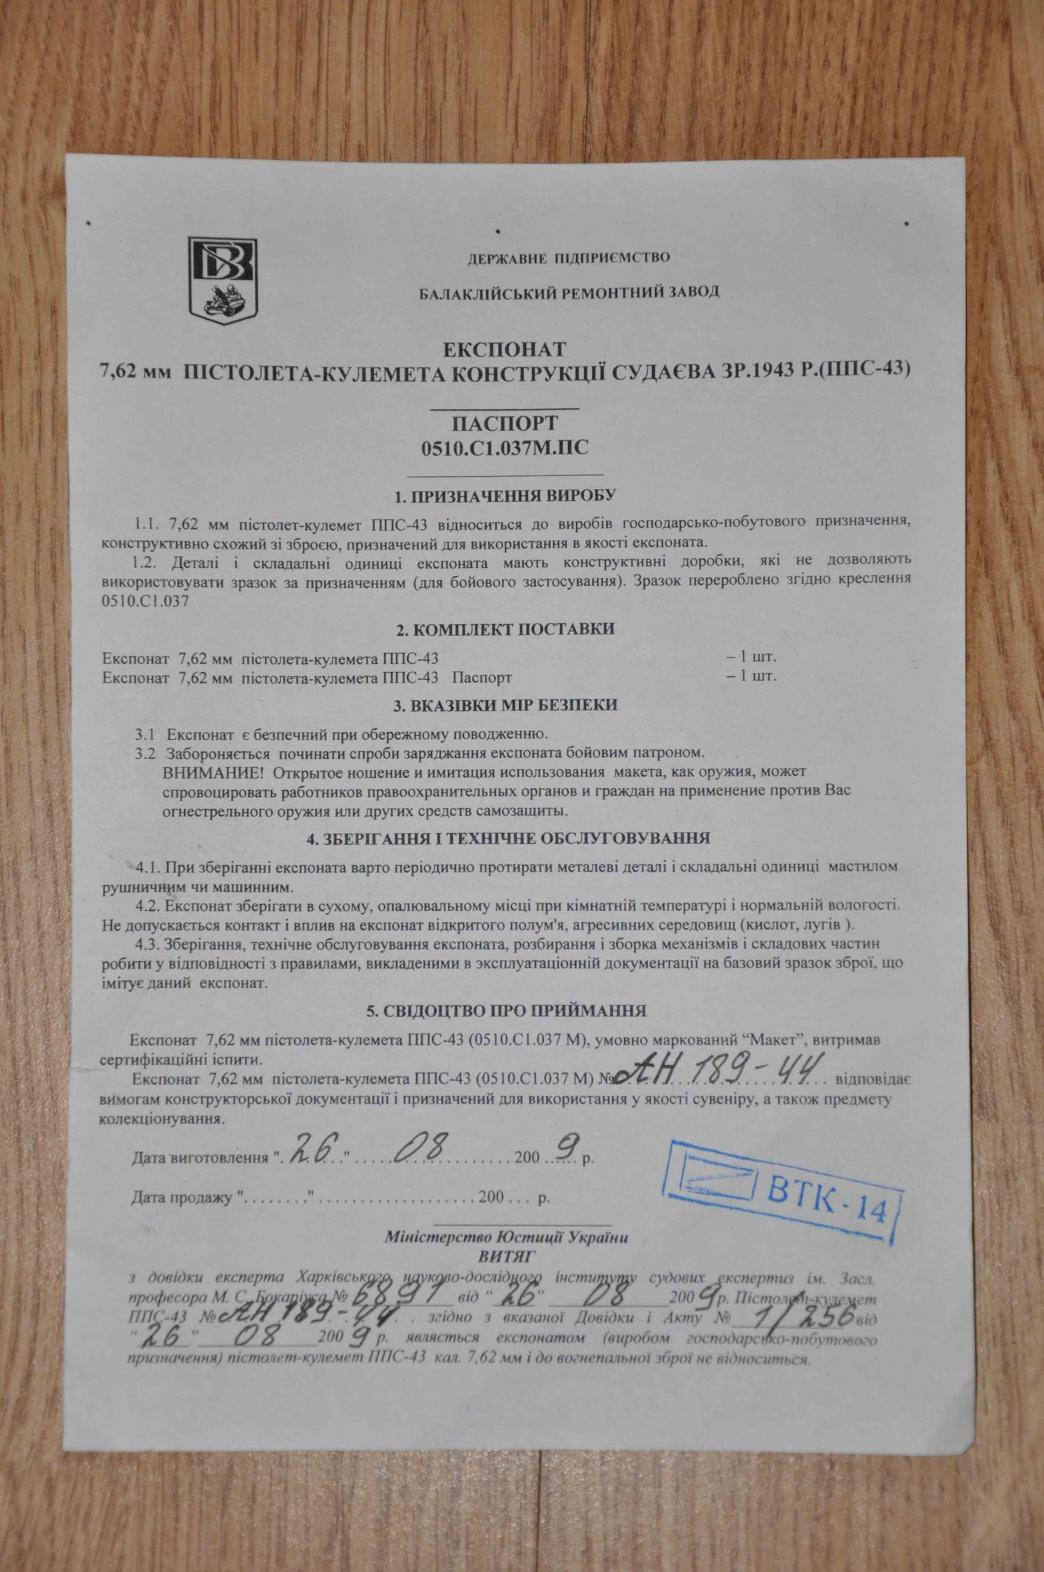 ДЕРЖАВНЕ ПІДПРИЄМСТВО
БАЛАКЛІЙСЬКИЙ РЕМОНТНИЙ ЗАВОД
ЕКСПОНАТ
7,62 мм ПІСТОЛЕТА-КУЛЕМЕТА КОНСТРУКЦІЇ СУДАЄВА ЗР.1943 Р.(ППС-43)
ПАСПОРТ
0510.С1.037М.ПС
1. ПРИЗНАЧЕННЯ ВИРОБУ
1.1. 7,62 мм пістолет-кулемет ППС-43 відноситься до виробів господарсько-побутового призначення,
конструктивно схожий зі зброєю, призначений для використання в якості експоната.
1.2. Деталі і складальні одиниці експоната мають конструктивні доробки, які не дозволяють
використовувати зразок за призначенням (для бойового застосування). Зразок перероблено згідно креслення
0510.С1.037
2. КОМПЛЕКТ ПОСТАВКИ
Експонат 7,62 мм пістолета-кулемета ППС-43 – 1 шт.
Експонат 7,62 мм пістолета-кулемета ППС-43 Паспорт – 1 шт.
3. ВКАЗІВКИ МІР БЕЗПЕКИ
3.1 Експонат є безпечний при обережному поводженню.
3.2 Забороняється починати спроби заряджання експоната бойовим патроном.
ВНИМАНИЕ! Открытое ношение и имитация использования макета, как оружия, может
спровоцировать работников правоохранительных органов и граждан на применение против Вас
огнестрельного оружия или других средств самозащиты.
4. ЗБЕРІГАННЯ І ТЕХНІЧНЕ ОБСЛУГОВУВАННЯ
4.1. При зберіганні експоната варто періодично протирати металеві деталі і складальні одиниці мастилом
рушничним чи машинним.
4.2. Експонат зберігати в сухому, опалювальному місці при кімнатній температурі і нормальній вологості.
Не допускається контакт і вплив на експонат відкритого полум'я, агресивних середовищ (кислот, лугів ).
4.3. Зберігання, технічне обслуговування експоната, розбирання і зборка механізмів і складових частин
робити у відповідності з правилами, викладеними в эксплуатаціонній документації на базовий зразок зброї, що
імітує даний експонат.
5. СВІДОЦТВО ПРО ПРИЙМАННЯ
Експонат 7,62 мм пістолета-кулемета ППС-43 (0510.С1.037 М), умовно маркований “Макет”, витримав
сертифікаційні іспити.
Експонат 7,62 мм пістолета-кулемета ППС-43 (0510.С1.037 М) № АН 189-44 відповідає
вимогам конструкторської документації і призначений для використання у якості сувеніру, а також предмету
колекціонування.
Дата виготовлення ". 26 . ." . . . . . 08 . . . . . . . . . . 200 9 р.
Дата продажу ". . . . . . . ." . . . . . . . . . . . . . . . . . . . . 200 . . . р.
ВТК - 14
Міністерство Юстиції України
ВИТЯГ
з довідки експерта Харківського науково-дослідного інституту судових експертиз ім. Засл.
професора М. С. Бокаріуса № 6891 від " 26 " 08 200 9 р. Пістолет-кулемет
ППС-43 № АН 189-44 . згідно з вказаної Довідки і Акту № 1/256 від
" 26 " 08 200 9 р. являється експонатом (виробом господарсько-побутового
призначення) пістолет-кулемет ППС-43 кал. 7,62 мм і до вогнепальної зброї не відноситься.